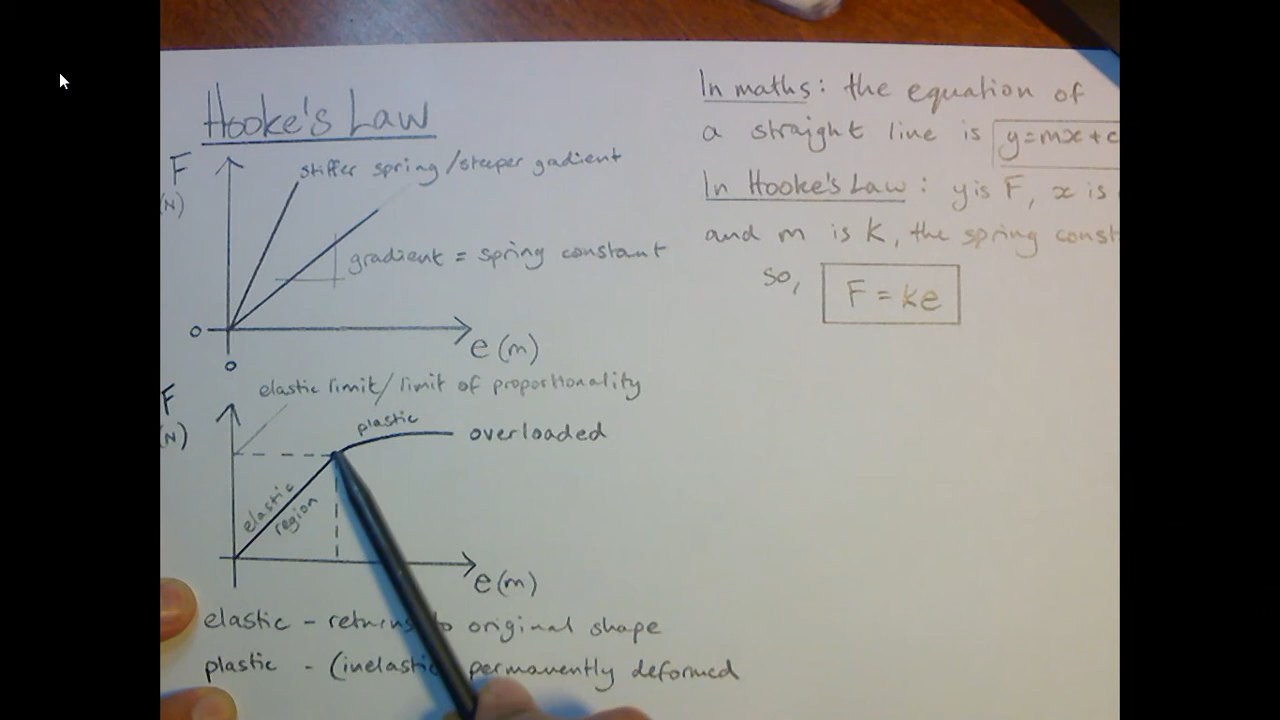 Hooke's Law
F
(N)
stiffer spring/steeper gradient
gradient = spring constant
0
0
e (m)
F
(N)
elastic limit/limit of proportionality
plastic
overloaded
elastic
region
e (m)
elastic - returns to original shape
plastic - (inelastic permanently deformed
In maths: the equation of
a straight line is y=mx+c
In Hooke's Law: y is F, x is
and m is k, the spring const
so, F = ke